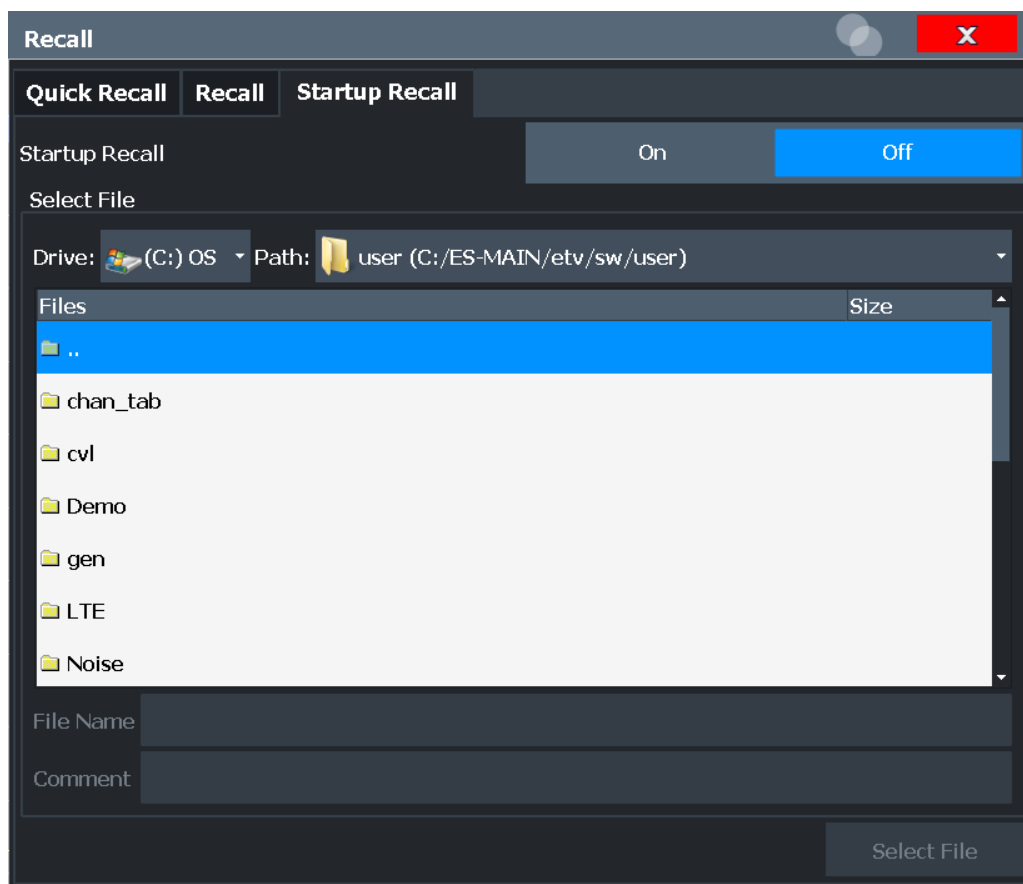 Recall
X
Quick Recall Recall Startup Recall
Startup Recall On Off
Select File
Drive: (C:) OS Path: user (C:/ES-MAIN/etv/sw/user)
Files Size
..
chan_tab
cvl
Demo
gen
LTE
Noise
File Name
Comment
Select File